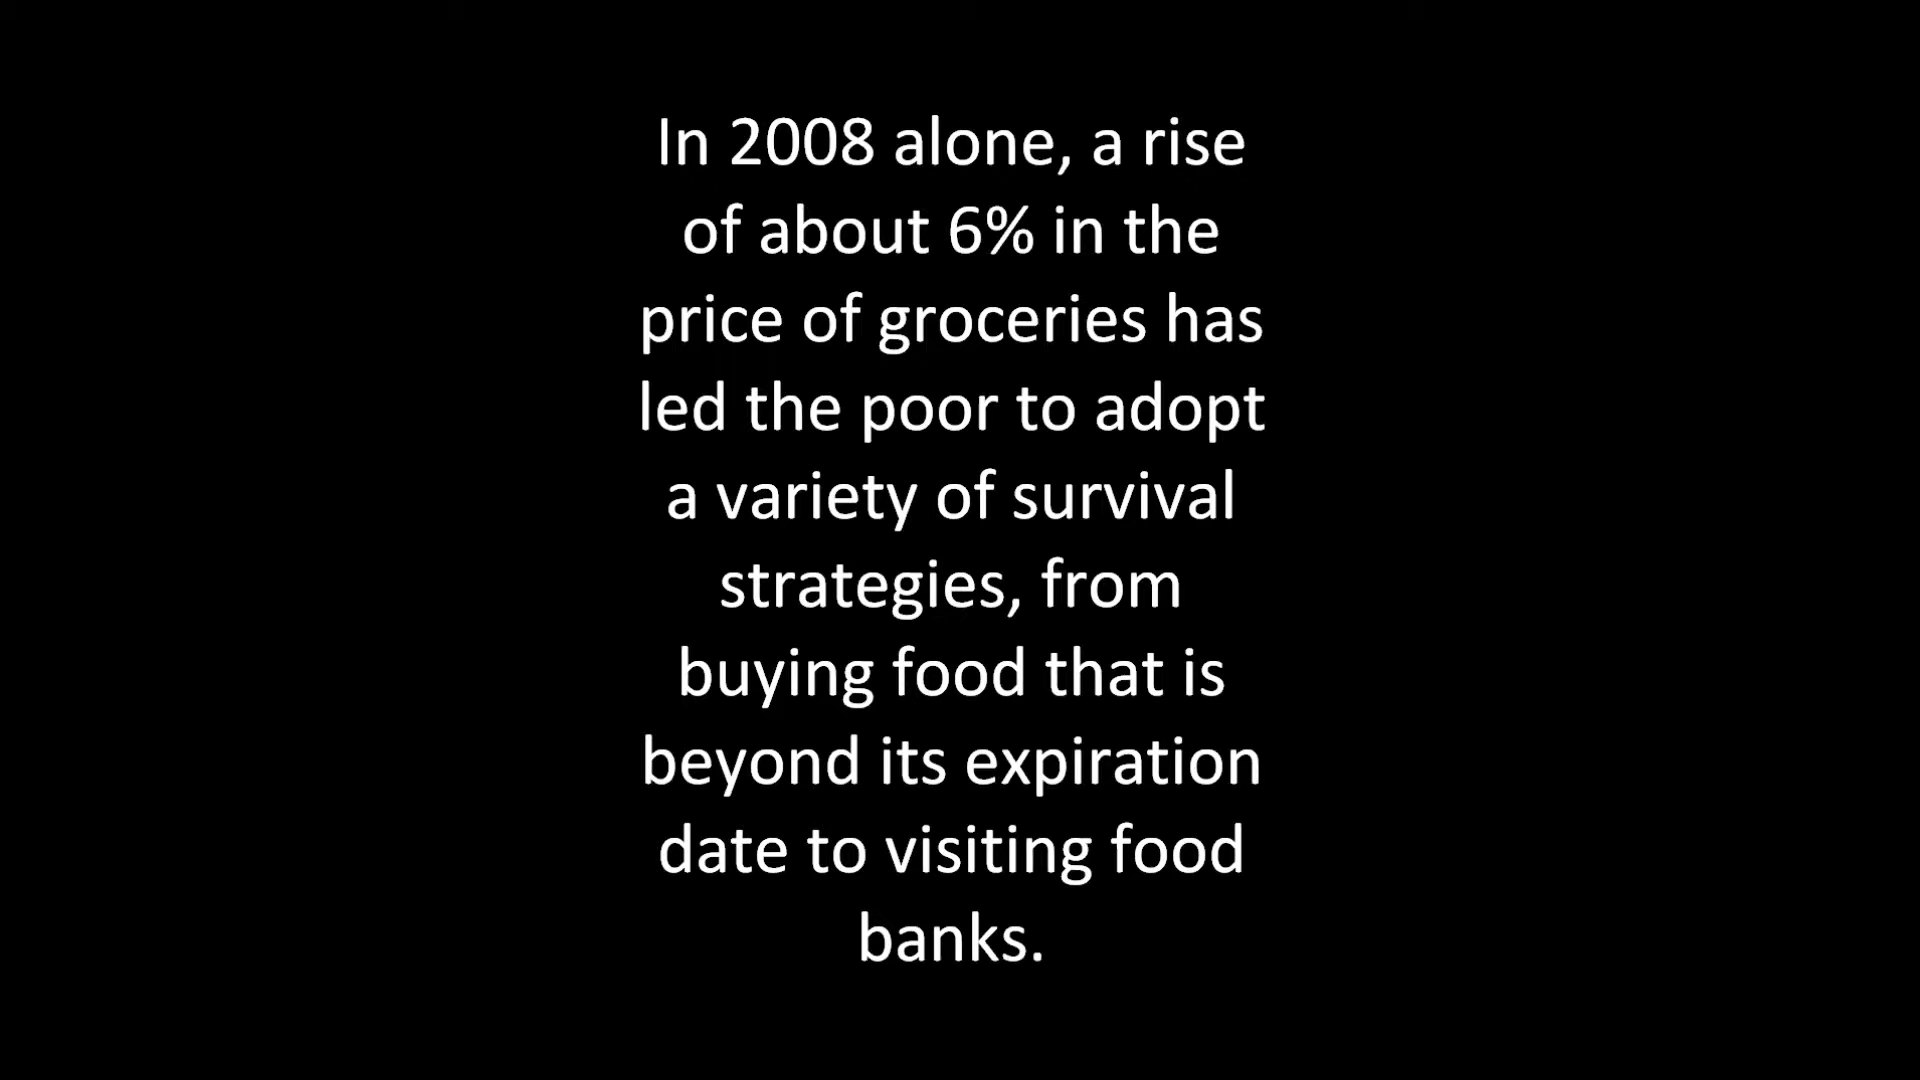 In 2008 alone, a rise
of about 6% in the
price of groceries has
led the poor to adopt
a variety of survival
strategies, from
buying food that is
beyond its expiration
date to visiting food
banks.